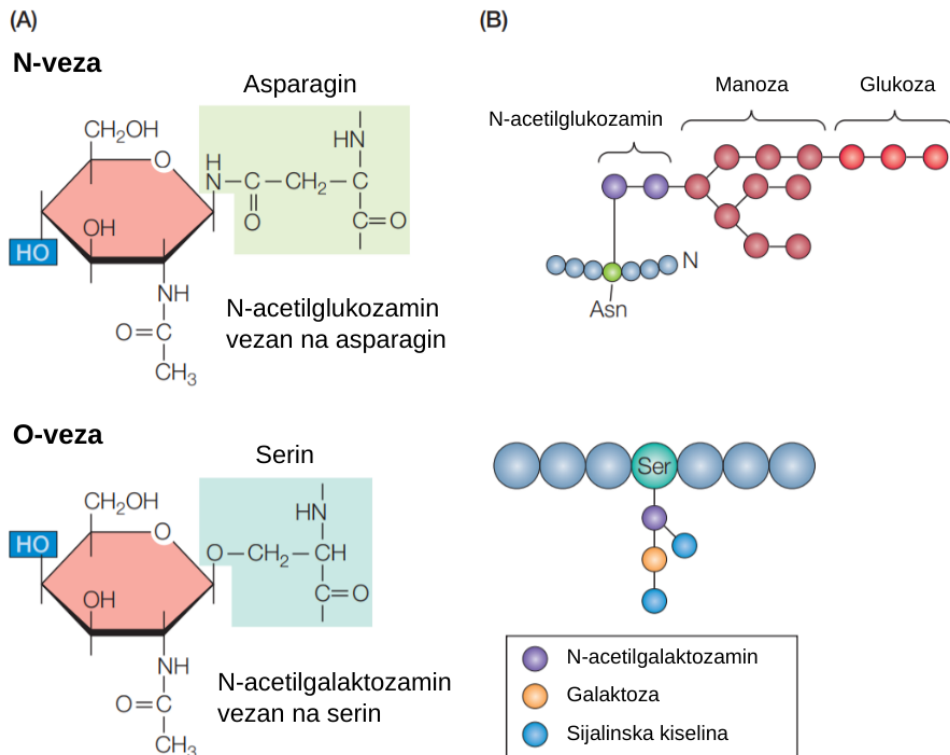 (A)
N-veza
Asparagin
CH₂OH
O
HN
H
N
C
CH₂
C
O
C=O
OH
HO
NH
O=C
CH₃
Asn
N-acetilglukozamin
vezan na asparagin
O-veza
Serin
CH₂OH
HN
HO
O
O
CH₂
CH
C=O
OH
NH
O=C
CH₃
N-acetilgalaktozamin
vezan na serin
(B)
Manoza
Glukoza
N-acetilglukozamin
N
Ser
N-acetilgalaktozamin
Galaktoza
Sijalinska kiselina